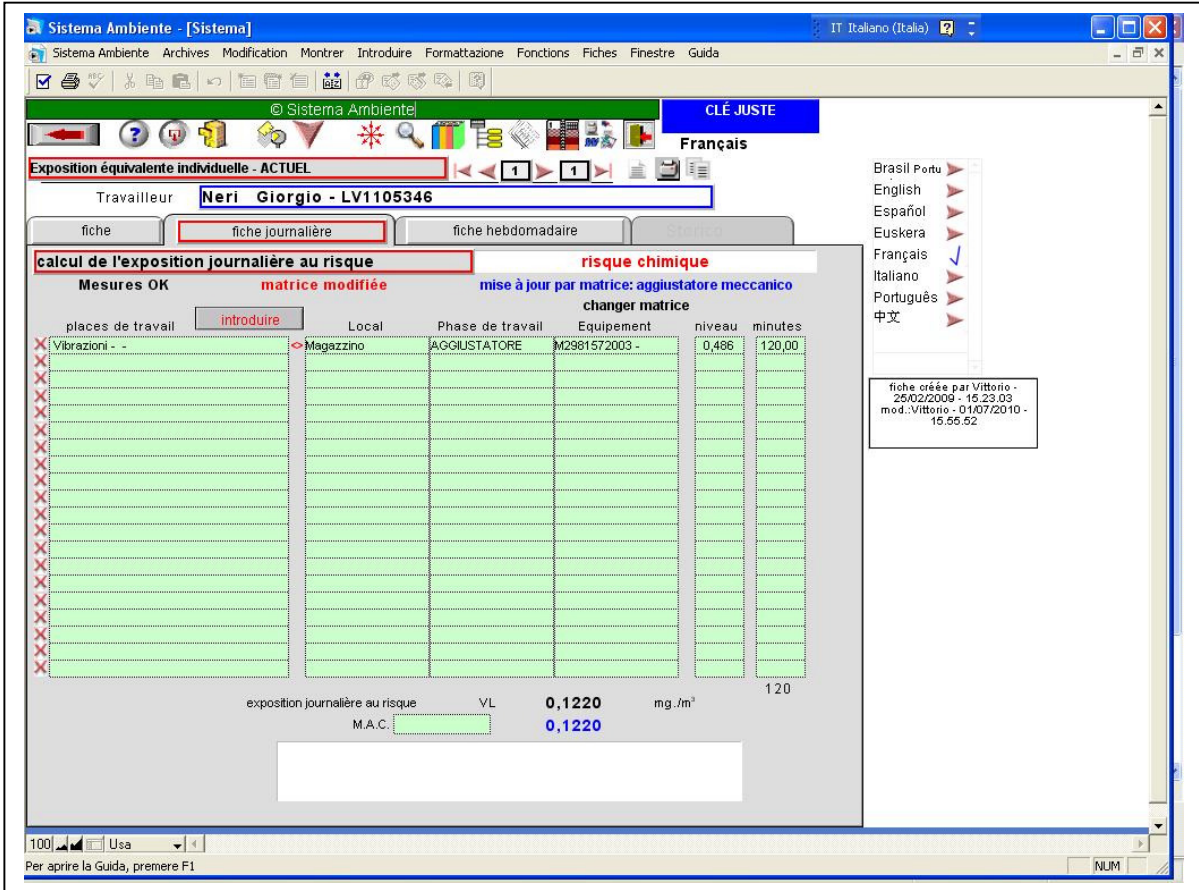 Sistema Ambiente - [Sistema]
IT Italiano (Italia)
Sistema Ambiente Archives Modification Montrer Introduire Formattazione Fonctions Fiches Finestre Guida
© Sistema Ambiente
CLÉ JUSTE
Français
Exposition équivalente individuelle - ACTUEL
1 1
Travailleur Neri Giorgio - LV1105346
fiche fiche journalière fiche hebdomadaire Storico
calcul de l'exposition journalière au risque risque chimique
Mesures OK matrice modifiée mise à jour par matrice: aggiustatore meccanico
changer matrice
places de travail introduire Local Phase de travail Equipement niveau minutes
Vibrazioni - - <> Magazzino AGGIUSTATORE M2981572003 - 0,486 120,00
120
exposition journalière au risque VL 0,1220 mg./m³
M.A.C. 0,1220
Brasil Portu
English
Español
Euskera
Français
Italiano
Português
中文
fiche créée par Vittorio -
25/02/2009 - 15.23.03
mod.:Vittorio - 01/07/2010 -
15.55.52
100 Usa
Per aprire la Guida, premere F1
NUM